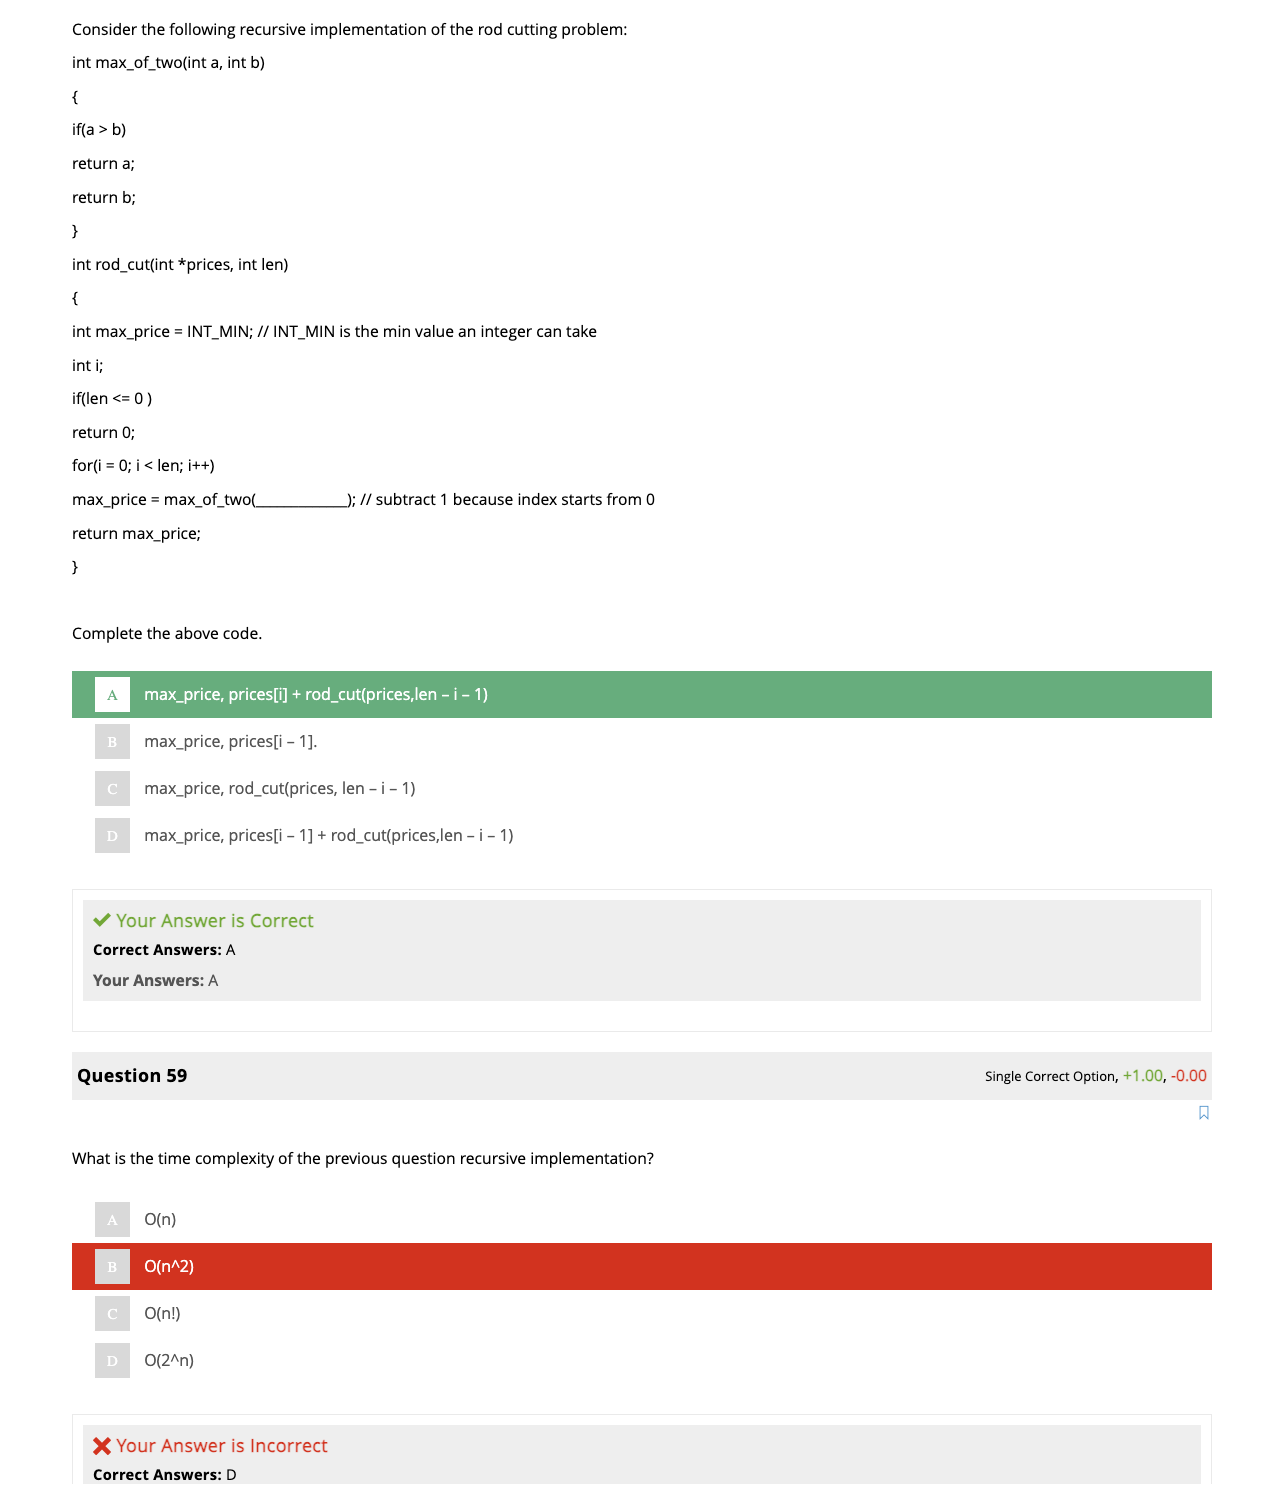 Consider the following recursive implementation of the rod cutting problem:
int max_of_two(int a, int b)
{
if(a > b)
return a;
return b;
}
int rod_cut(int *prices, int len)
{
int max_price = INT_MIN; // INT_MIN is the min value an integer can take
int i;
if(len <= 0 )
return 0;
for(i = 0; i < len; i++)
max_price = max_of_two(_____________); // subtract 1 because index starts from 0
return max_price;
}
Complete the above code.
A max_price, prices[i] + rod_cut(prices,len – i – 1)
B max_price, prices[i – 1].
C max_price, rod_cut(prices, len – i – 1)
D max_price, prices[i – 1] + rod_cut(prices,len – i – 1)
Your Answer is Correct
Correct Answers: A
Your Answers: A
Question 59 Single Correct Option, +1.00, -0.00
What is the time complexity of the previous question recursive implementation?
A O(n)
B O(n^2)
C O(n!)
D O(2^n)
Your Answer is Incorrect
Correct Answers: D